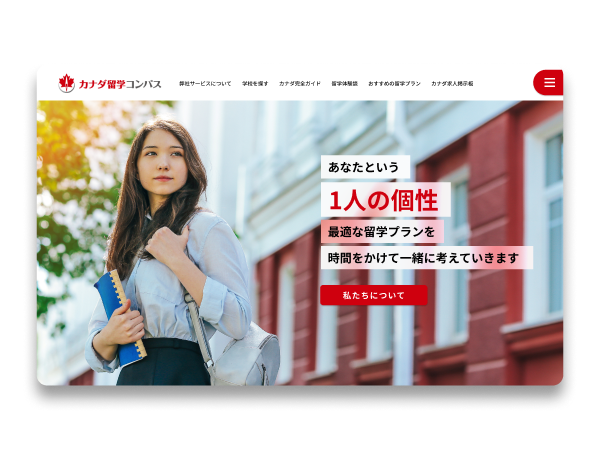 カナダ留学コンパス
弊社サービスについて 学校を探す カナダ完全ガイド 留学体験談 おすすめの留学プラン カナダ求人掲示板
あなたという
1人の個性
最適な留学プランを
時間をかけて一緒に考えていきます
私たちについて